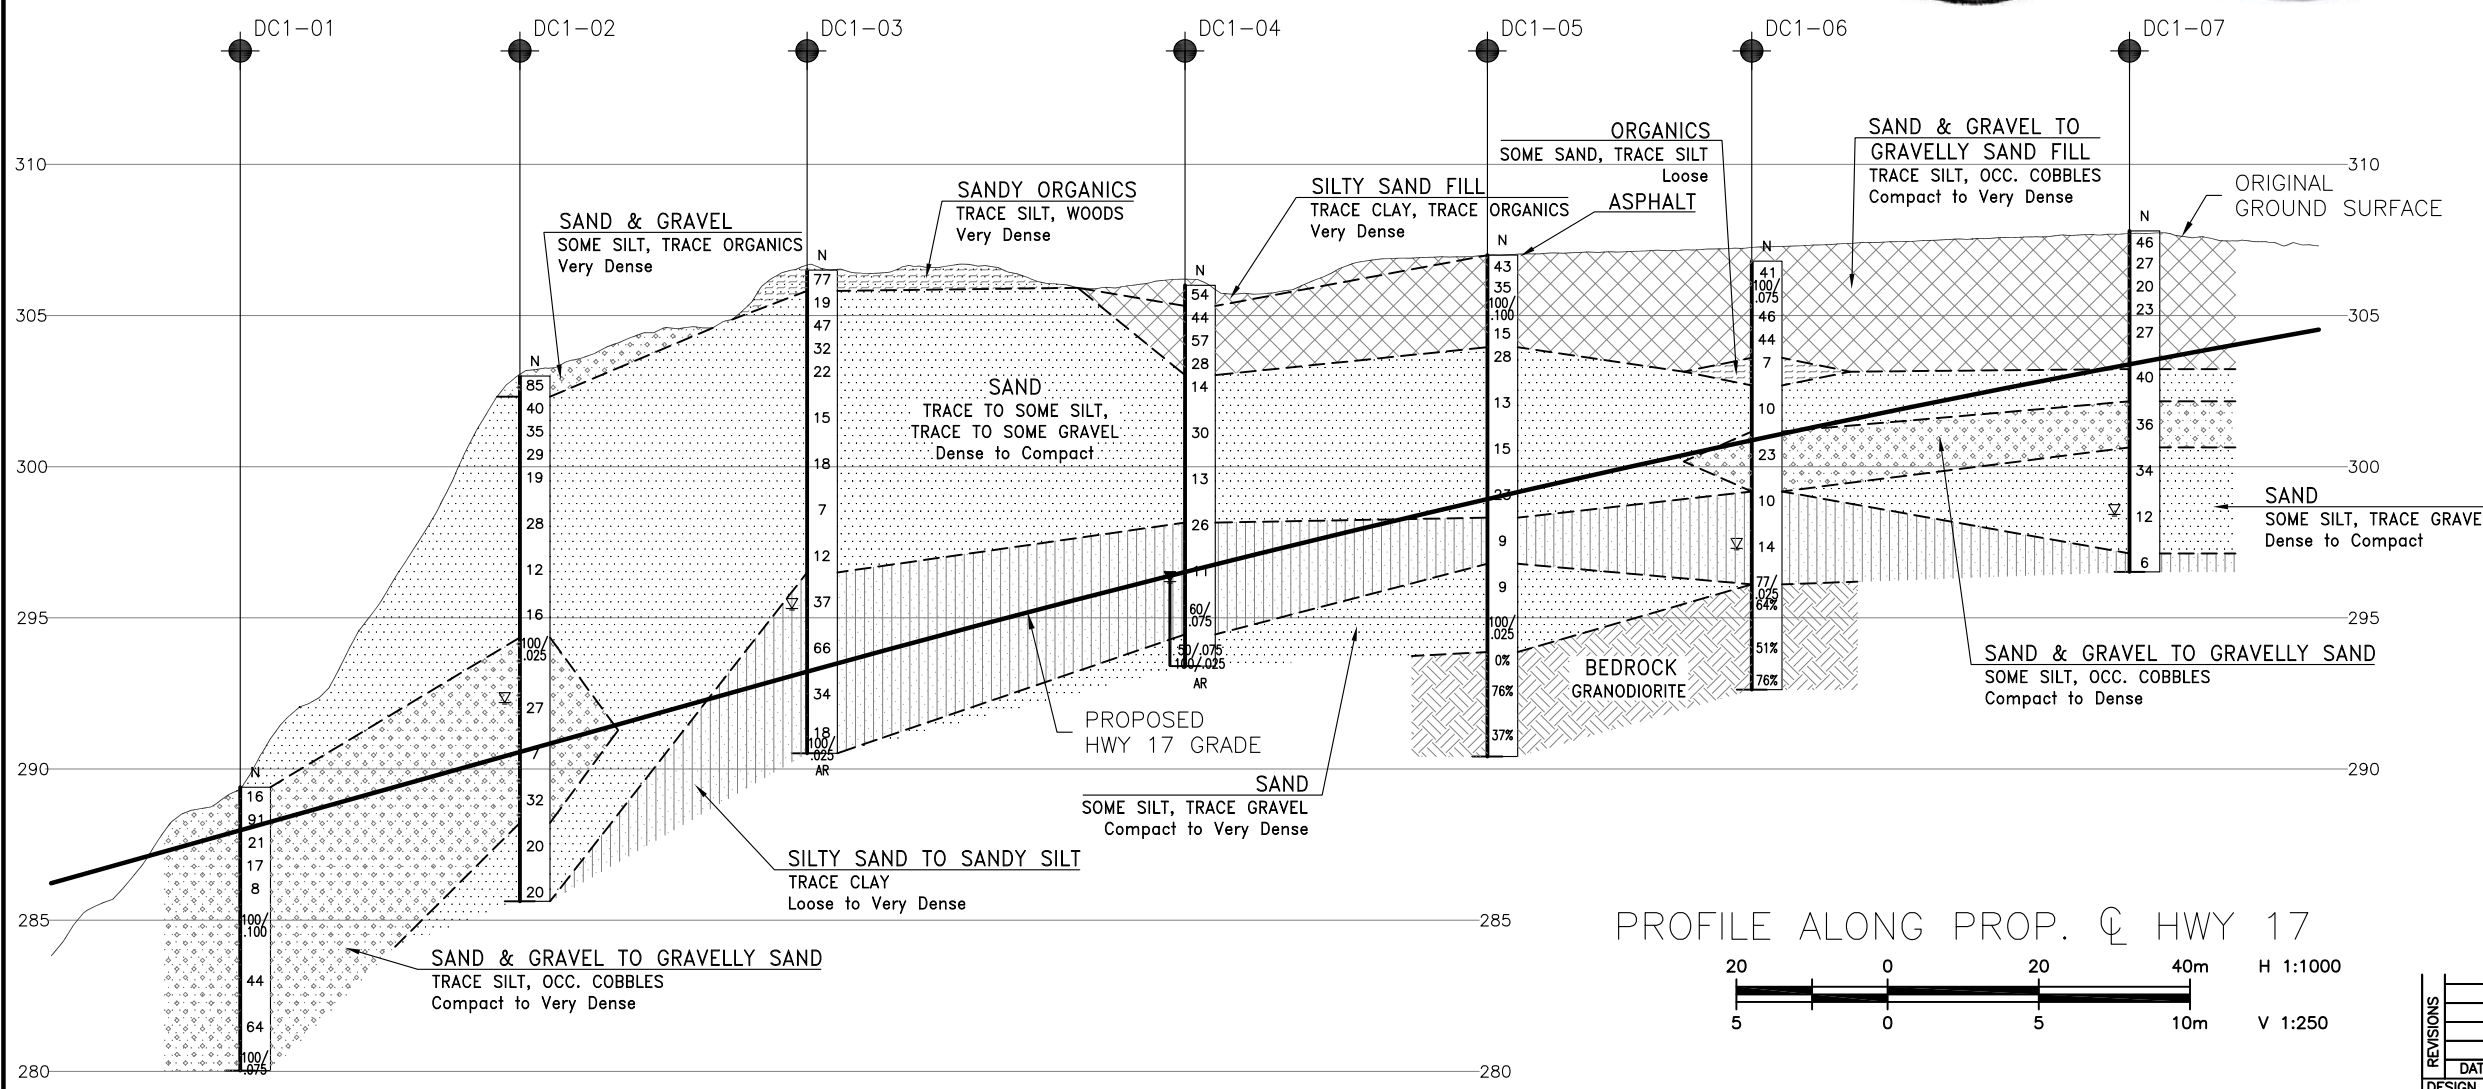 DC1-01
DC1-02
DC1-03
DC1-04
DC1-05
DC1-06
DC1-07
310
310
305
305
300
300
295
295
290
290
285
285
280
280
SAND & GRAVEL
SOME SILT, TRACE ORGANICS
Very Dense
SANDY ORGANICS
TRACE SILT, WOODS
Very Dense
SILTY SAND FILL
TRACE CLAY, TRACE ORGANICS
Very Dense
ORGANICS
SOME SAND, TRACE SILT
Loose
ASPHALT
SAND & GRAVEL TO
GRAVELLY SAND FILL
TRACE SILT, OCC. COBBLES
Compact to Very Dense
ORIGINAL
GROUND SURFACE
SAND
TRACE TO SOME SILT,
TRACE TO SOME GRAVEL
Dense to Compact
SAND
SOME SILT, TRACE GRAVE
Dense to Compact
SAND & GRAVEL TO GRAVELLY SAND
SOME SILT, OCC. COBBLES
Compact to Dense
BEDROCK
GRANODIORITE
PROPOSED
HWY 17 GRADE
SAND
SOME SILT, TRACE GRAVEL
Compact to Very Dense
SILTY SAND TO SANDY SILT
TRACE CLAY
Loose to Very Dense
SAND & GRAVEL TO GRAVELLY SAND
TRACE SILT, OCC. COBBLES
Compact to Very Dense
N
16
91
21
17
8
100/
.100
44
64
100/
.075
N
85
40
35
29
19
28
12
16
100/
.025
27
7
32
20
20
N
77
19
47
32
22
15
18
7
12
37
66
34
18
100/
.025
AR
N
54
44
57
28
14
30
13
26
11
60/
.075
50/.075
100/.025
AR
N
43
35
100/
.100
15
28
13
15
23
9
9
100/
.025
0%
76%
37%
N
41
100/
.075
46
44
7
10
23
10
14
77/
.025
64%
51%
76%
N
46
27
20
23
27
40
36
34
12
6
PROFILE ALONG PROP. ℄ HWY 17
20 0 20 40m H 1:1000
5 0 5 10m V 1:250
REVISIONS
DAT
DESIGN